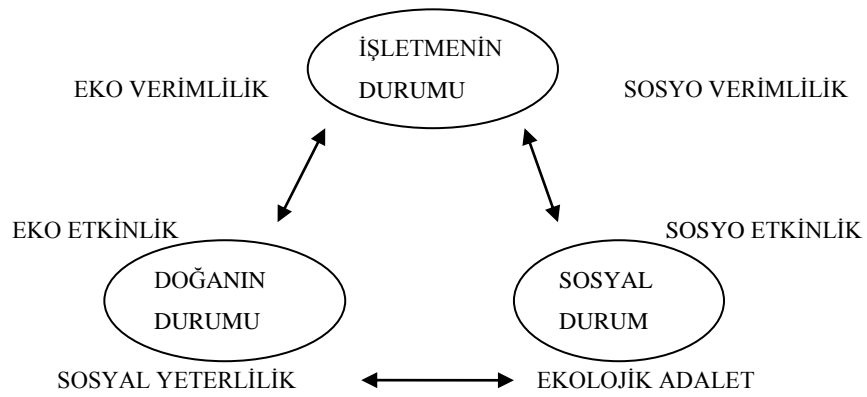 İŞLETMENİN
DURUMU
EKO VERİMLİLİK
SOSYO VERİMLİLİK
EKO ETKİNLİK
SOSYO ETKİNLİK
DOĞANIN
DURUMU
SOSYAL
DURUM
SOSYAL YETERLİLİK
EKOLOJİK ADALET